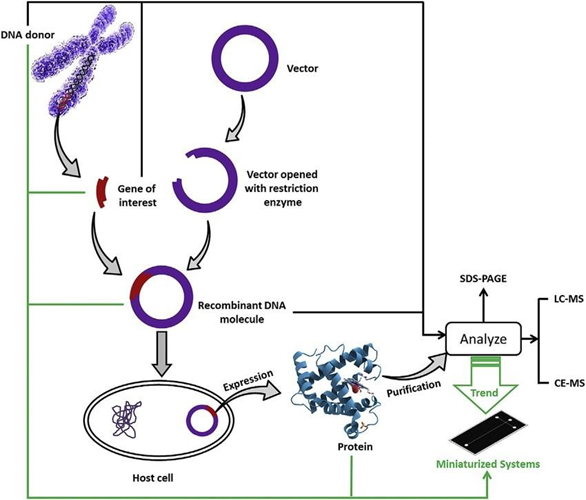 DNA donor
Vector
Gene of
interest
Vector opened
with restriction
enzyme
Recombinant DNA
molecule
SDS-PAGE
LC-MS
Analyze
CE-MS
Expression
Purification
Trend
Protein
Host cell
Miniaturized Systems